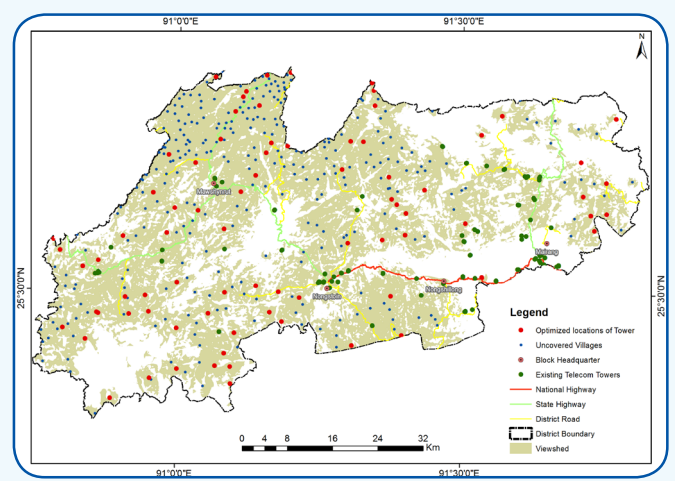 91°0'0"E 91°30'0"E
N
Mawshynrut
Mairang
Nongstoin
Nongshillong
25°30'0"N 25°30'0"N
Legend
Optimized locations of Tower
Uncovered Villages
Block Headquarter
Existing Telecom Towers
National Highway
State Highway
District Road
District Boundary
Viewshed
0 4 8 16 24 32
Km
91°0'0"E 91°30'0"E